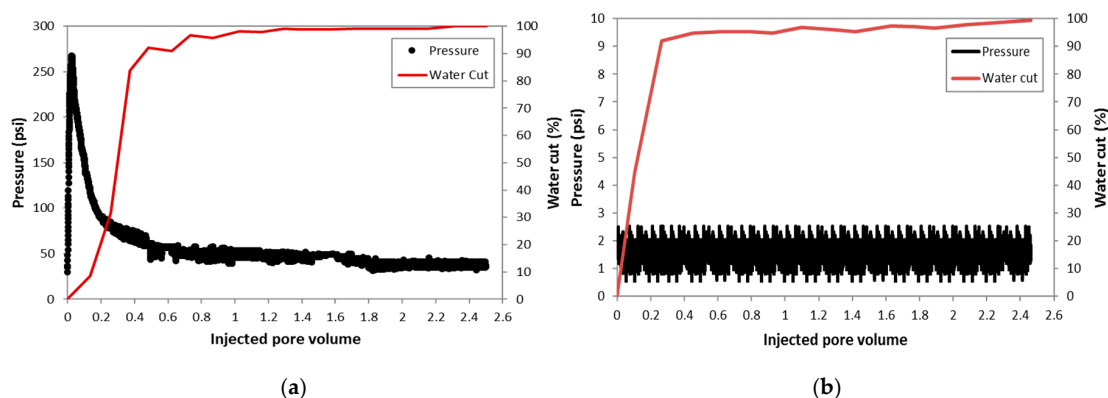 300
250
200
150
100
50
0
Pressure (psi)
100
90
80
70
60
50
40
30
20
10
0
Water cut (%)
Pressure
Water Cut
0 0.2 0.4 0.6 0.8 1 1.2 1.4 1.6 1.8 2 2.2 2.4 2.6
Injected pore volume
(a)
10
9
8
7
6
5
4
3
2
1
0
Pressure (psi)
100
90
80
70
60
50
40
30
20
10
0
Water cut (%)
Pressure
Water cut
0 0.2 0.4 0.6 0.8 1 1.2 1.4 1.6 1.8 2 2.2 2.4 2.6
Injected pore volume
(b)